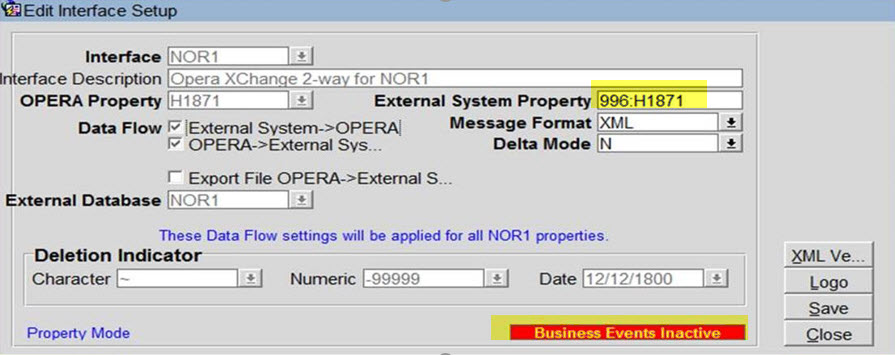 Edit Interface Setup
Interface NOR1
Interface Description Opera XChange 2-way for NOR1
OPERA Property H1871 External System Property 996:H1871
Data Flow External System->OPERA Message Format XML
OPERA->External Sys... Delta Mode N
Export File OPERA->External S...
External Database NOR1
These Data Flow settings will be applied for all NOR1 properties.
Deletion Indicator
XML Ve...
Character ~ Numeric -99999 Date 12/12/1800
Logo
Save
Property Mode Business Events Inactive Close